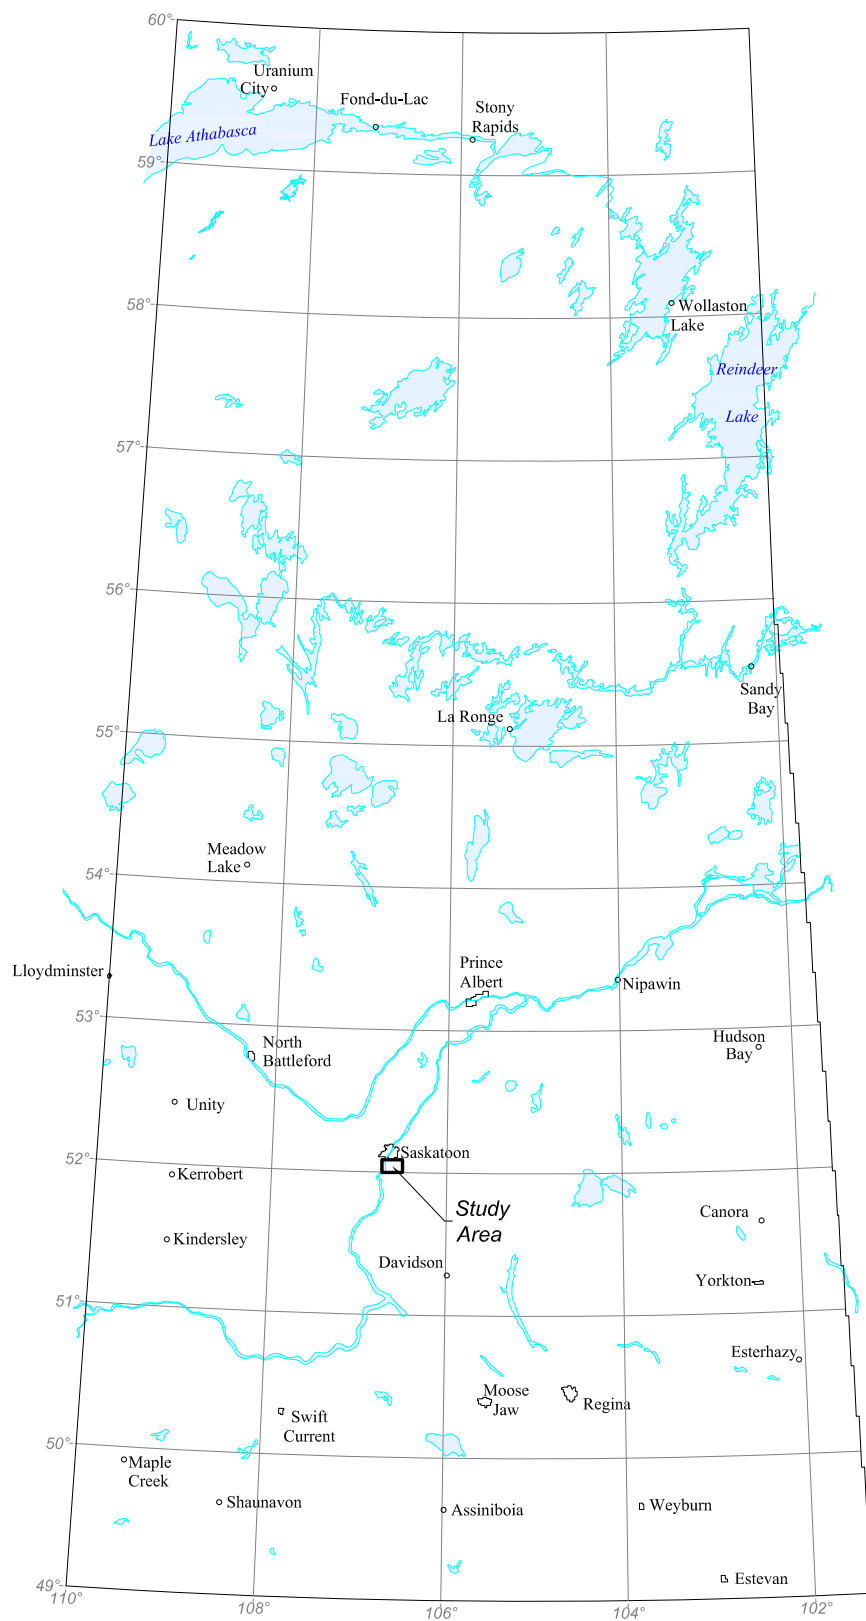 60°
Uranium
City
Fond-du-Lac
Stony
Rapids
Lake Athabasca
59°
58°
Wollaston
Lake
Reindeer
Lake
57°
56°
Sandy
Bay
La Ronge
55°
Meadow
Lake
54°
Lloydminster
Prince
Albert
Nipawin
53°
North
Battleford
Hudson
Bay
Unity
Saskatoon
52°
Kerrobert
Study
Area
Canora
Kindersley
Davidson
Yorkton
51°
Esterhazy
Moose
Jaw
Regina
Swift
Current
50°
Maple
Creek
Shaunavon
Assiniboia
Weyburn
Estevan
49°
110°
108°
106°
104°
102°